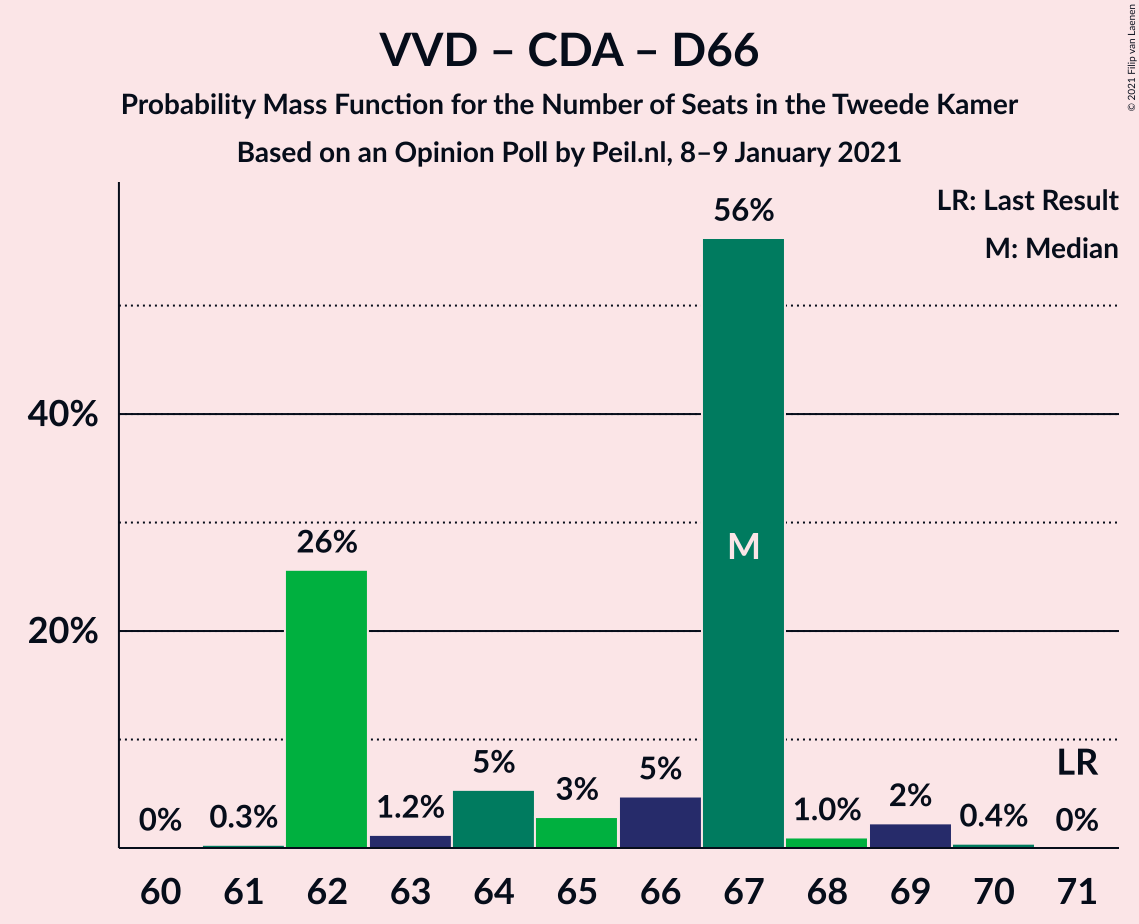 VVD – CDA – D66
Probability Mass Function for the Number of Seats in the Tweede Kamer
Based on an Opinion Poll by Peil.nl, 8–9 January 2021
© 2021 Filip van Laenen
LR: Last Result
M: Median
56%
40%
26%
M
20%
5%
5%
LR
3%
2%
1.2%
1.0%
0.4%
0.3%
0%
0%
60 61 62 63 64 65 66 67 68 69 70 71